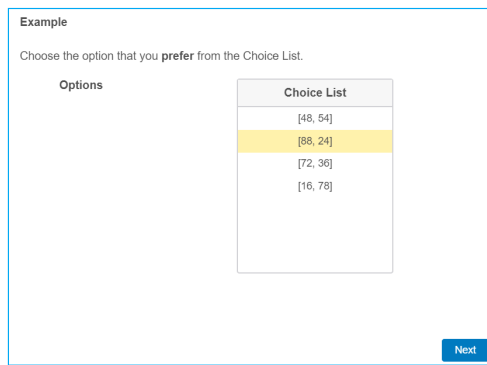 Example
Choose the option that you prefer from the Choice List.
Options
Choice List
[48, 54]
[88, 24]
[72, 36]
[16, 78]
Next